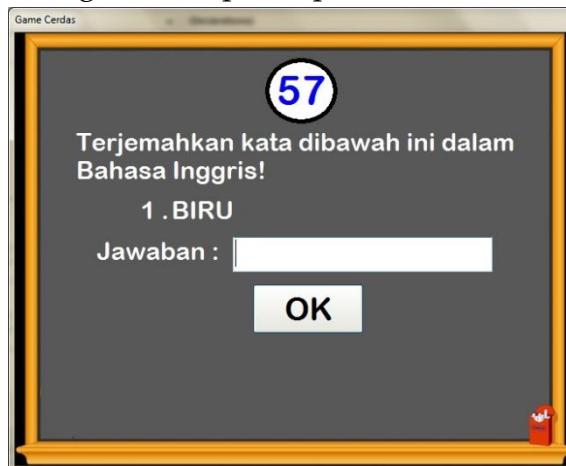 Game Cerdas
57
Terjemahkan kata dibawah ini dalam
Bahasa Inggris!
1 . BIRU
Jawaban :
OK